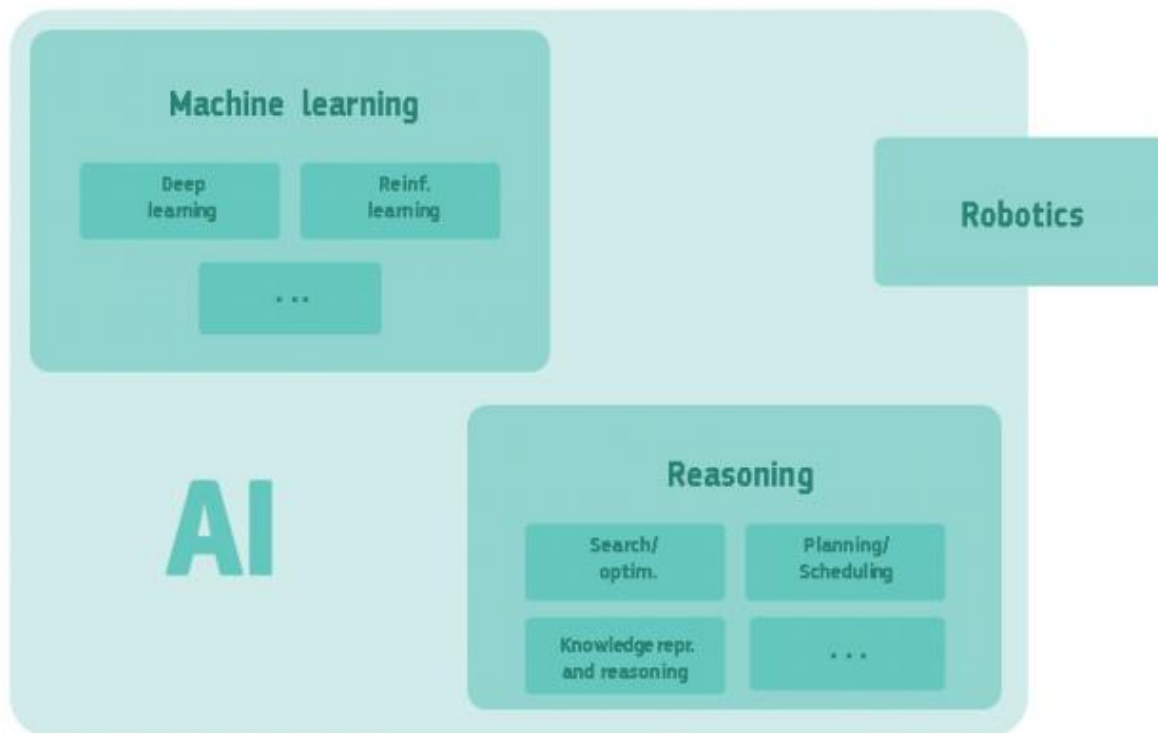 Machine learning
Deep
learning
Reinf.
learning
...
Robotics
AI
Reasoning
Search/
optim.
Planning/
Scheduling
Knowledge repr.
and reasoning
...